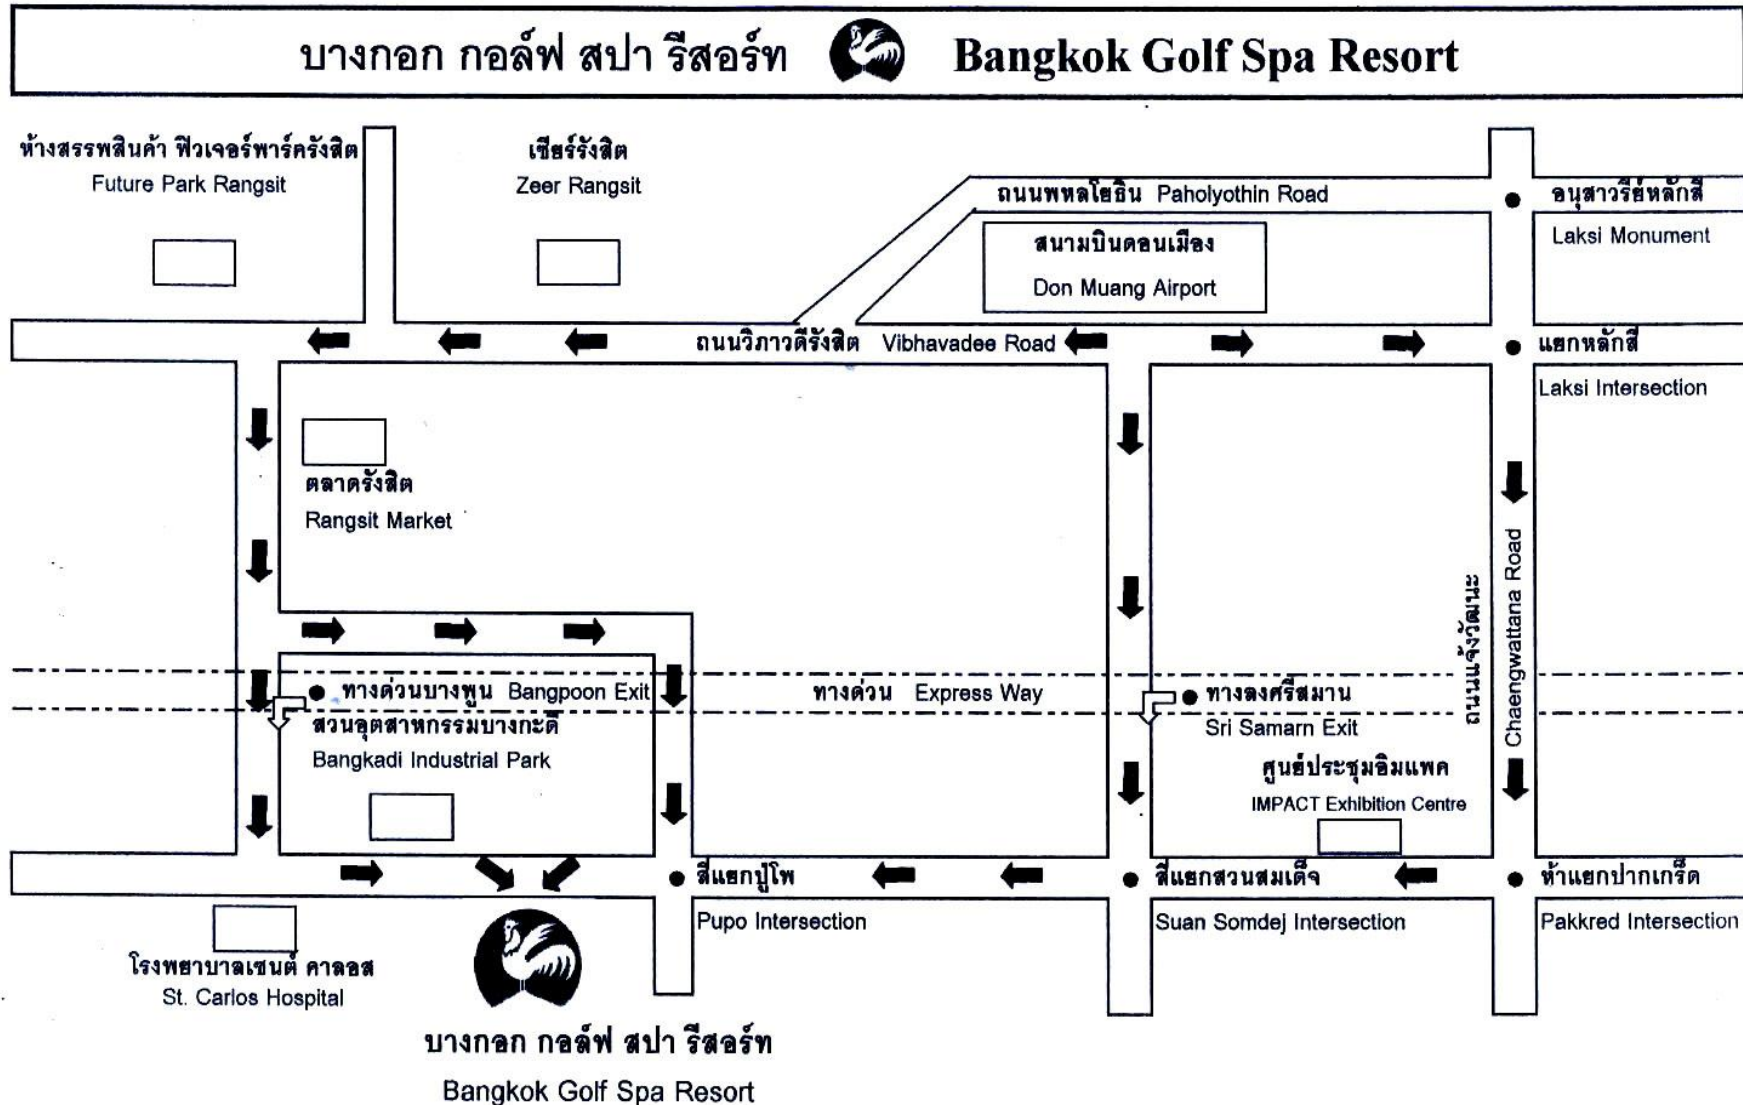 บางกอก กอล์ฟ สปา รีสอร์ท Bangkok Golf Spa Resort
ห้างสรรพสินค้า ฟิวเจอร์พาร์ครังสิต
Future Park Rangsit
เซียร์รังสิต
Zeer Rangsit
ถนนพหลโยธิน Paholyothin Road
อนุสาวรีย์หลักสี่
Laksi Monument
สนามบินดอนเมือง
Don Muang Airport
ถนนวิภาวดีรังสิต Vibhavadee Road
แยกหลักสี่
Laksi Intersection
ตลาดรังสิต
Rangsit Market
ถนนแจ้งวัฒนะ
Chaengwattana Road
ทางด่วนบางพูน Bangpoon Exit
ทางด่วน Express Way
ทางลงศรีสมาน
Sri Samarn Exit
สวนอุตสาหกรรมบางกะดี
Bangkadi Industrial Park
ศูนย์ประชุมอิมแพค
IMPACT Exhibition Centre
สี่แยกปู่โพ
Pupo Intersection
สี่แยกสวนสมเด็จ
Suan Somdej Intersection
ห้าแยกปากเกร็ด
Pakkred Intersection
โรงพยาบาลเซนต์ คาลอส
St. Carlos Hospital
บางกอก กอล์ฟ สปา รีสอร์ท
Bangkok Golf Spa Resort